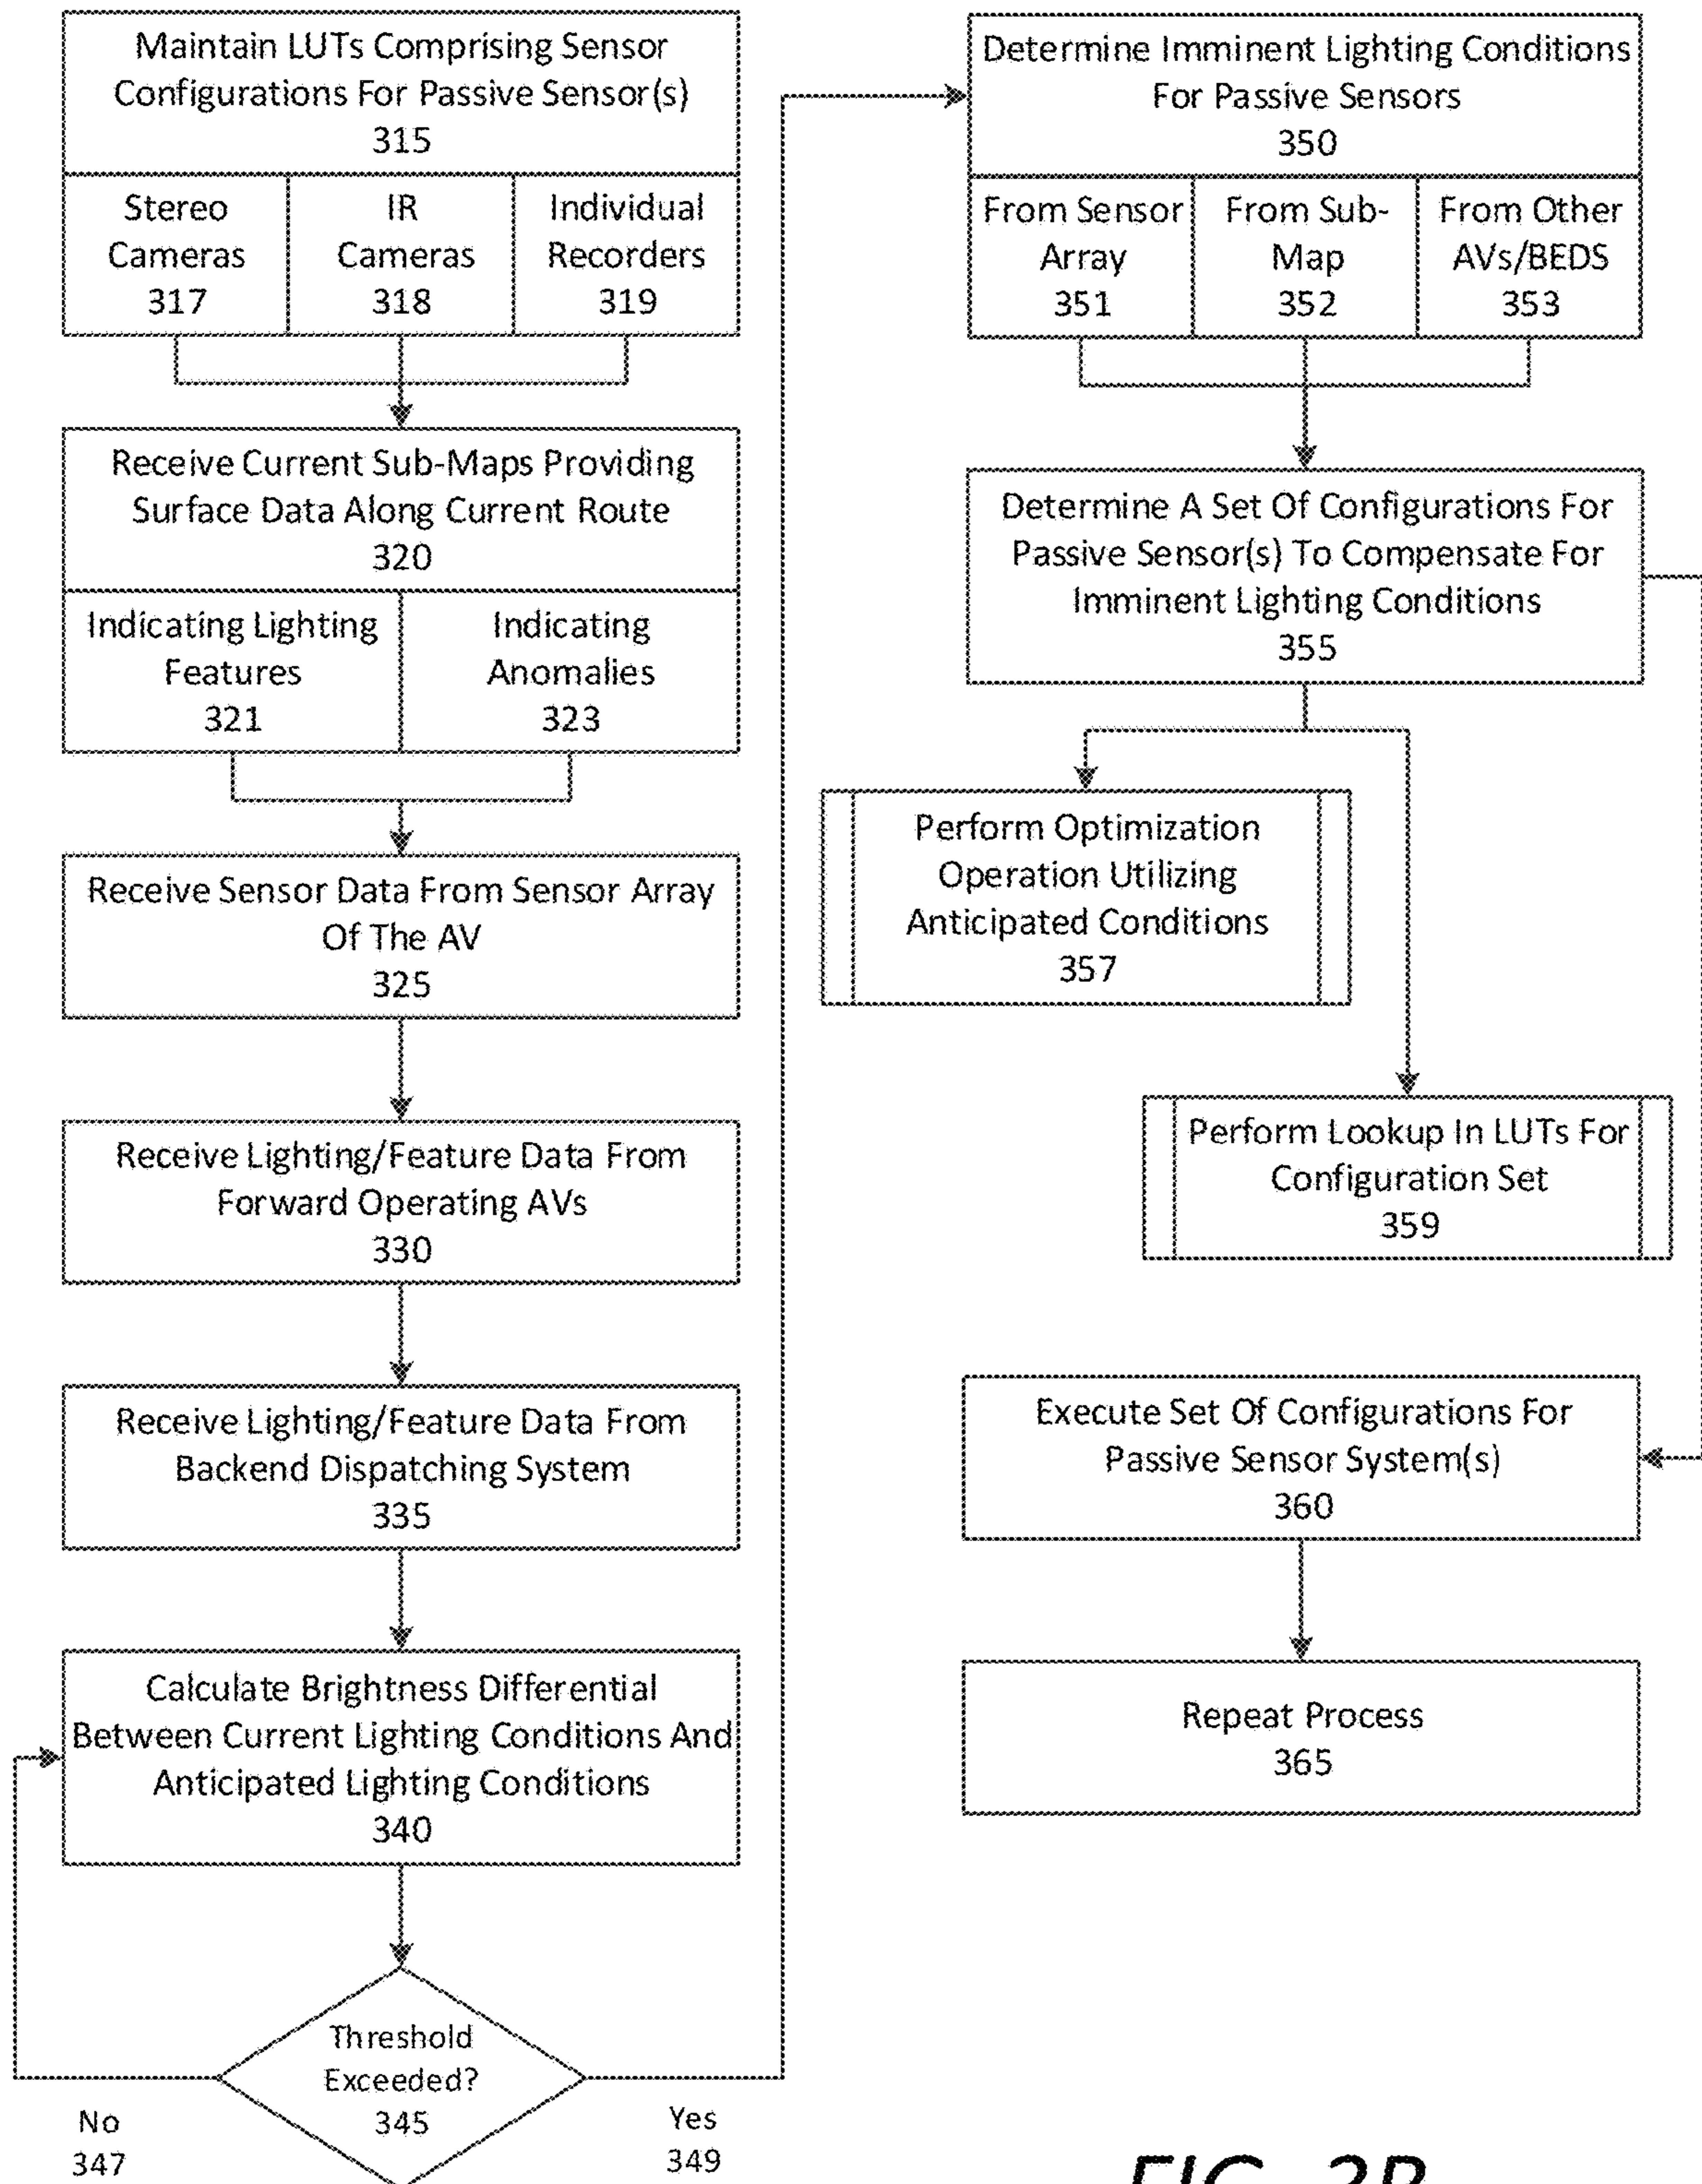 Maintain LUTs Comprising Sensor
Configurations For Passive Sensor(s)
315
Stereo
Cameras
317
IR
Cameras
318
Individual
Recorders
319
Receive Current Sub-Maps Providing
Surface Data Along Current Route
320
Indicating Lighting
Features
321
Indicating
Anomalies
323
Receive Sensor Data From Sensor Array
Of The AV
325
Receive Lighting/Feature Data From
Forward Operating AVs
330
Receive Lighting/Feature Data From
Backend Dispatching System
335
Calculate Brightness Differential
Between Current Lighting Conditions And
Anticipated Lighting Conditions
340
Threshold
Exceeded?
345
No
347
Yes
349
Determine Imminent Lighting Conditions
For Passive Sensors
350
From Sensor
Array
351
From Sub-
Map
352
From Other
AVs/BEDS
353
Determine A Set Of Configurations For
Passive Sensor(s) To Compensate For
Imminent Lighting Conditions
355
Perform Optimization
Operation Utilizing
Anticipated Conditions
357
Perform Lookup In LUTs For
Configuration Set
359
Execute Set Of Configurations For
Passive Sensor System(s)
360
Repeat Process
365
FIG. 3B